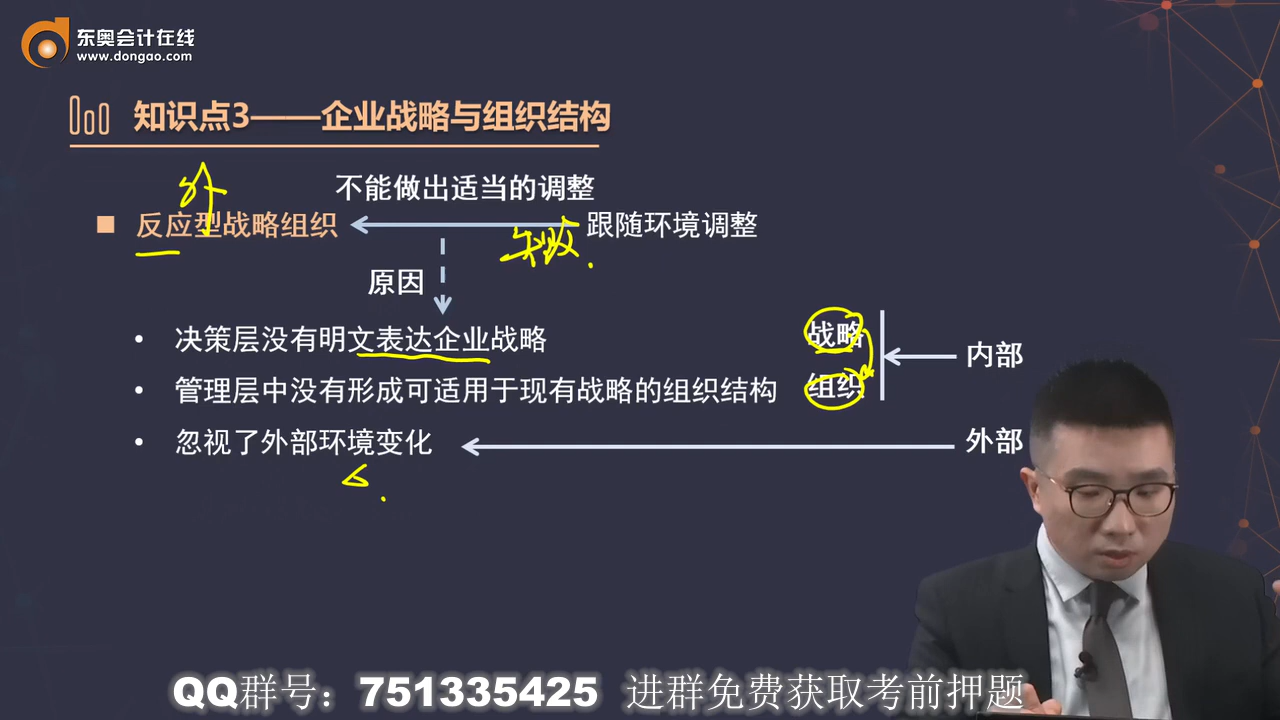 东奥会计在线
www.dongao.com
知识点3——企业战略与组织结构
不能做出适当的调整
反应型战略组织
跟随环境调整
失败
原因
决策层没有明文表达企业战略
战略
内部
管理层中没有形成可适用于现有战略的组织结构
组织
忽视了外部环境变化
外部
QQ群号：751335425 进群免费获取考前押题